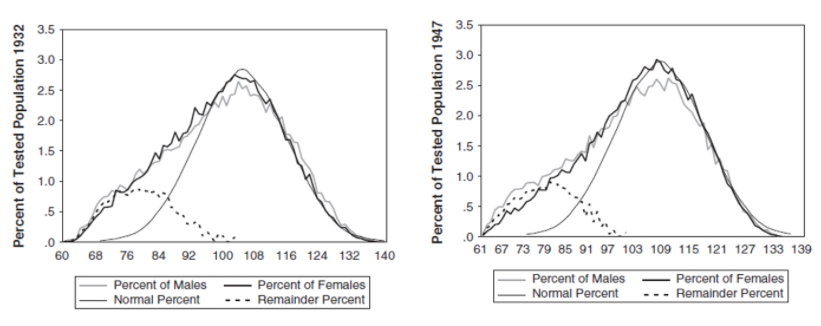 Percent of Tested Population 1932
3.5
3.0
2.5
2.0
1.5
1.0
.5
.0
60 68 76 84 92 100 108 116 124 132 140
Percent of Males
Percent of Females
Normal Percent
Remainder Percent
Percent of Tested Population 1947
3.5
3.0
2.5
2.0
1.5
1.0
.5
.0
61 67 73 79 85 91 97 103 109 115 121 127 133 139
Percent of Males
Percent of Females
Normal Percent
Remainder Percent